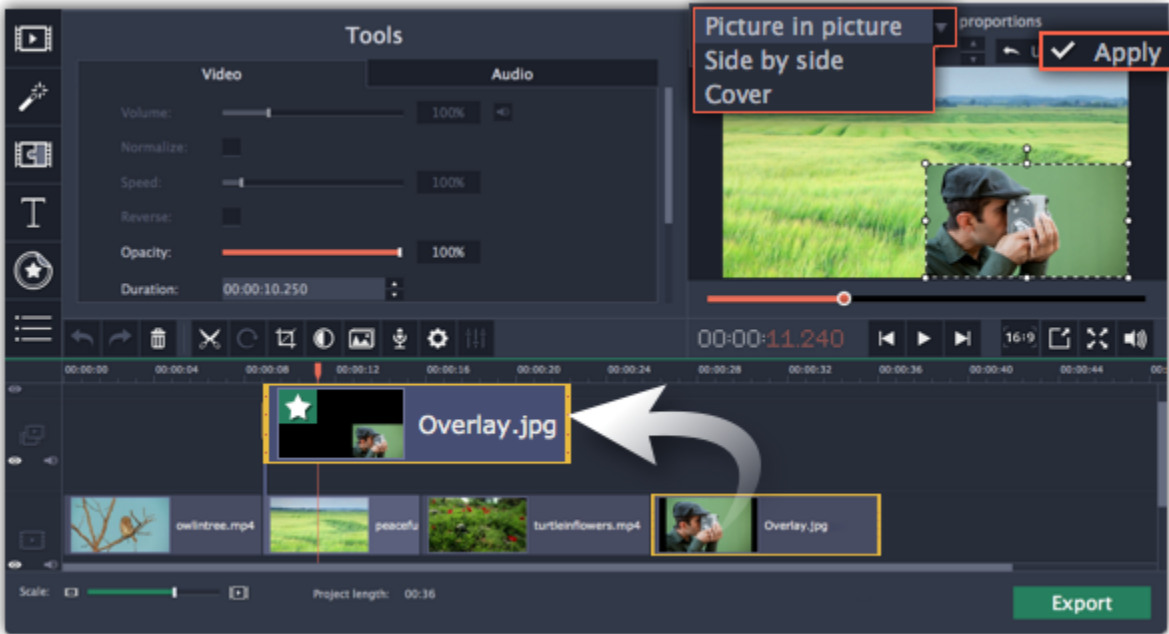 Tools
Video
Audio
Volume:
100%
Normalize:
Speed:
100%
Reverse:
Opacity:
100%
Duration:
00:00:10.250
Picture in picture
Side by side
Cover
proportions
U
Apply
T
00:00:11.240
16:9
00:00:00
00:00:04
00:00:08
00:00:12
00:00:16
00:00:20
00:00:24
00:00:28
00:00:32
00:00:36
00:00:40
00:00:44
00:
Overlay.jpg
owlintree.mp4
peacefu
turtleinflowers.mp4
Overlay.jpg
Scale:
Project length: 00:36
Export